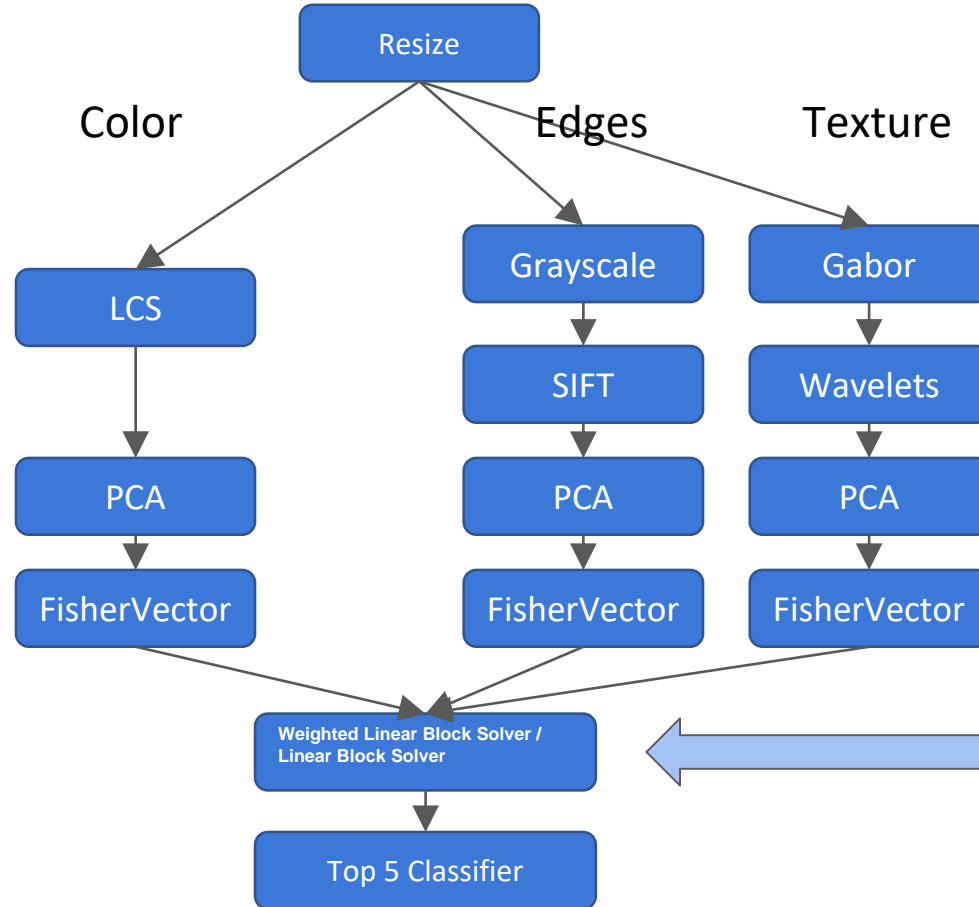 Resize
Color
Edges
Texture
LCS
Grayscale
Gabor
SIFT
Wavelets
PCA
PCA
PCA
FisherVector
FisherVector
FisherVector
Weighted Linear Block Solver /
Linear Block Solver
Top 5 Classifier